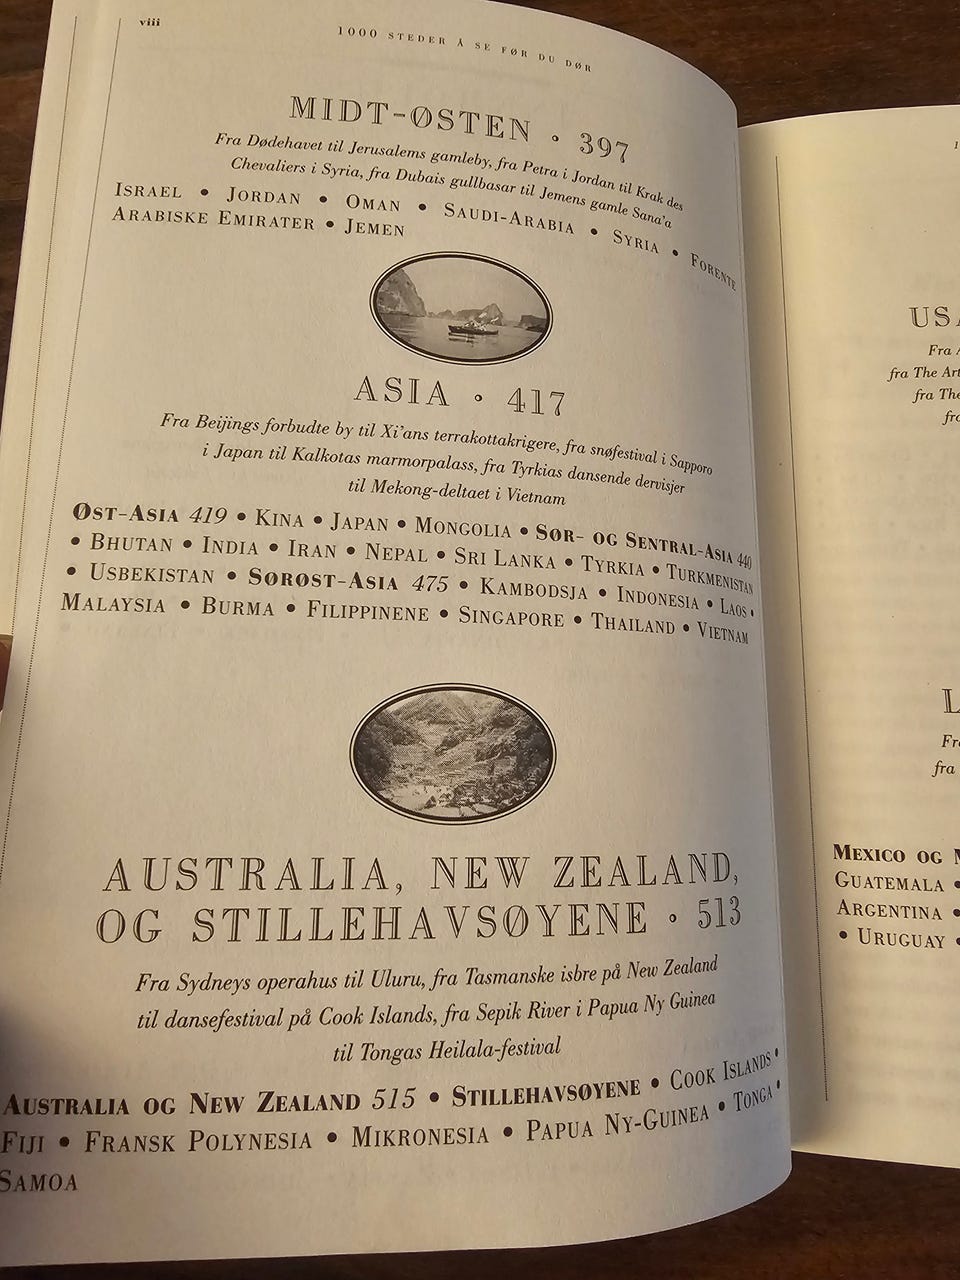 viii
1000 STEDER Å SE FØR DU DØR
MIDT-ØSTEN • 397
Fra Dødehavet til Jerusalems gamleby, fra Petra i Jordan til Krak des
Chevaliers i Syria, fra Dubais gullbasar til Jemens gamle Sana'a
ISRAEL • JORDAN • OMAN • SAUDI-ARABIA • SYRIA • FORENTE
ARABISKE EMIRATER • JEMEN
ASIA • 417
Fra Beijings forbudte by til Xi'ans terrakottakrigere, fra snøfestival i Sapporo
i Japan til Kalkotas marmorpalass, fra Tyrkias dansende dervisjer
til Mekong-deltaet i Vietnam
ØST-ASIA 419 • KINA • JAPAN • MONGOLIA • SØR- OG SENTRAL-ASIA 440
• BHUTAN • INDIA • IRAN • NEPAL • SRI LANKA • TYRKIA • TURKMENISTAN
• USBEKISTAN • SØRØST-ASIA 475 • KAMBODSJA • INDONESIA • LAOS •
MALAYSIA • BURMA • FILIPPINENE • SINGAPORE • THAILAND • VIETNAM
AUSTRALIA, NEW ZEALAND,
OG STILLEHAVSØYENE • 513
Fra Sydneys operahus til Uluru, fra Tasmanske isbre på New Zealand
til dansefestival på Cook Islands, fra Sepik River i Papua Ny Guinea
til Tongas Heilala-festival
AUSTRALIA OG NEW ZEALAND 515 • STILLEHAVSØYENE • COOK ISLANDS •
FIJI • FRANSK POLYNESIA • MIKRONESIA • PAPUA NY-GUINEA • TONGA •
SAMOA
Fra
fra The
fra
MEXICO OG
GUATEMALA •
ARGENTINA •
• URUGUAY •